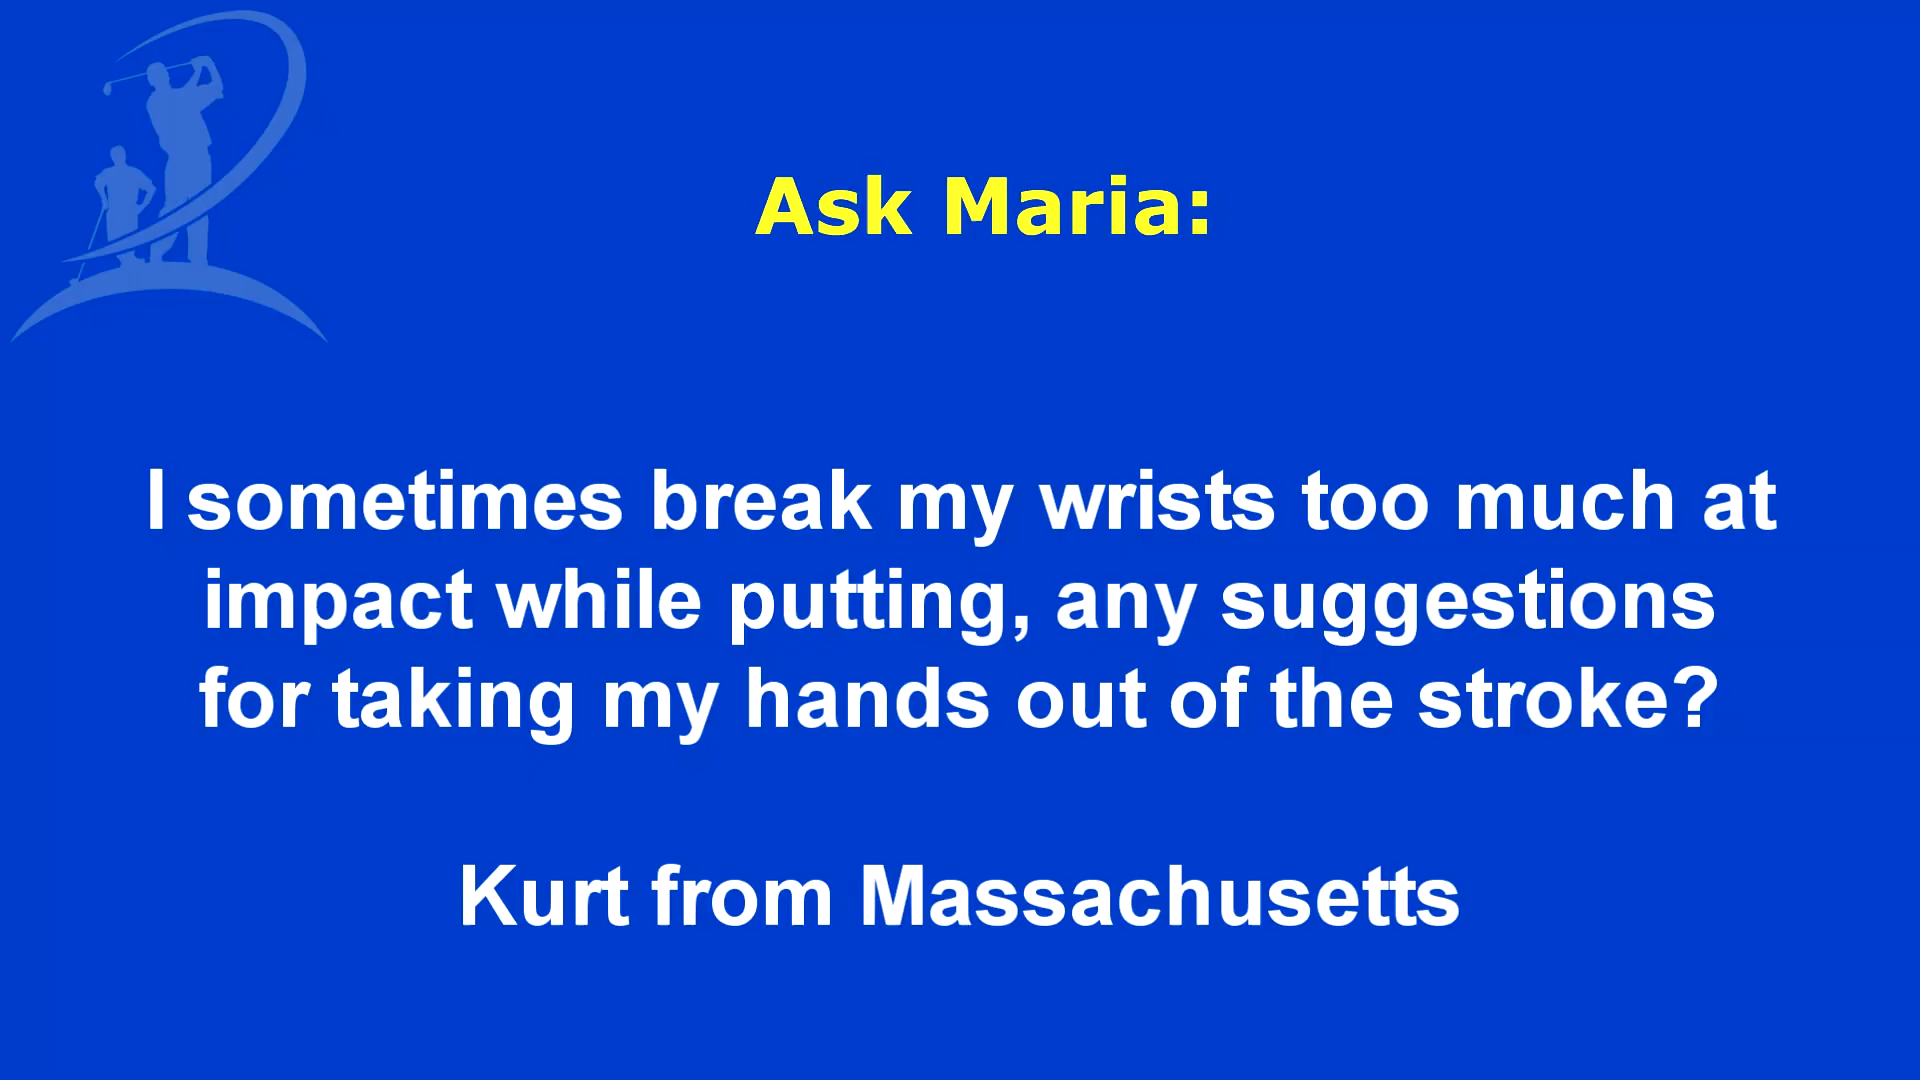 Ask Maria:
I sometimes break my wrists too much at
impact while putting, any suggestions
for taking my hands out of the stroke?
Kurt from Massachusetts